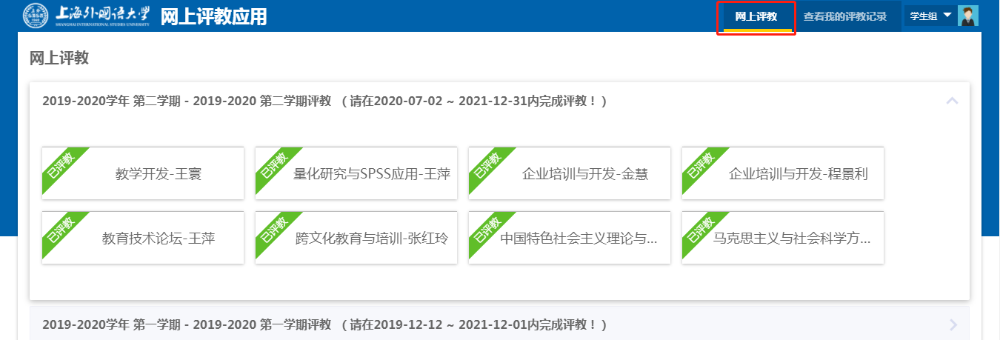 上海外国语大学 网上评教应用 网上评教 查看我的评教记录 学生组
SHANGHAI INTERNATIONAL STUDIES UNIVERSITY
网上评教
2019-2020学年 第二学期 - 2019-2020 第二学期评教 （请在2020-07-02 ~ 2021-12-31内完成评教！）
已评教 教学开发-王寰
已评教 量化研究与SPSS应用-王萍
已评教 企业培训与开发-金慧
已评教 企业培训与开发-程景利
已评教 教育技术论坛-王萍
已评教 跨文化教育与培训-张红玲
已评教 中国特色社会主义理论与...
已评教 马克思主义与社会科学方...
2019-2020学年 第一学期 - 2019-2020 第一学期评教 （请在2019-12-12 ~ 2021-12-01内完成评教！）